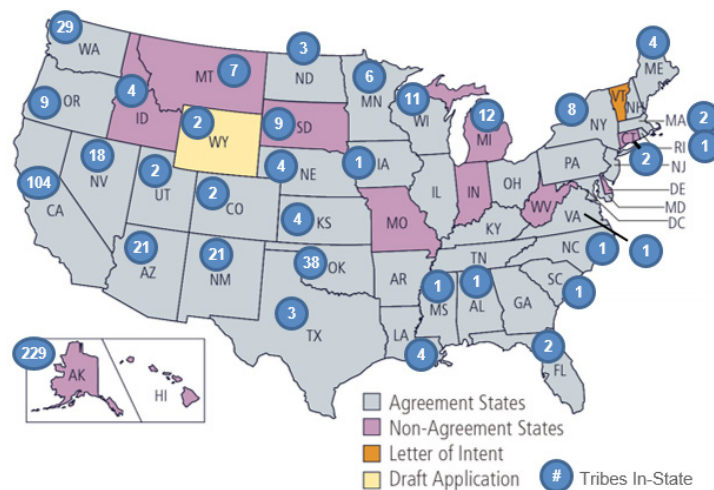 29
WA
3
ND
4
ME
MT
7
6
MN
9
OR
4
ID
11
WI
12
MI
VT
NH
8
NY
MA
2
2
WY
9
SD
RI
1
2
NJ
PA
18
NV
2
UT
4
NE
1
IA
104
CA
2
CO
IL
IN
OH
DE
MD
DC
WV
VA
4
KS
MO
KY
1
NC
1
21
AZ
21
NM
38
OK
AR
TN
SC
1
1
MS
1
AL
GA
3
TX
LA
4
2
FL
229
AK
HI
Agreement States
Non-Agreement States
Letter of Intent
Draft Application
# Tribes In-State